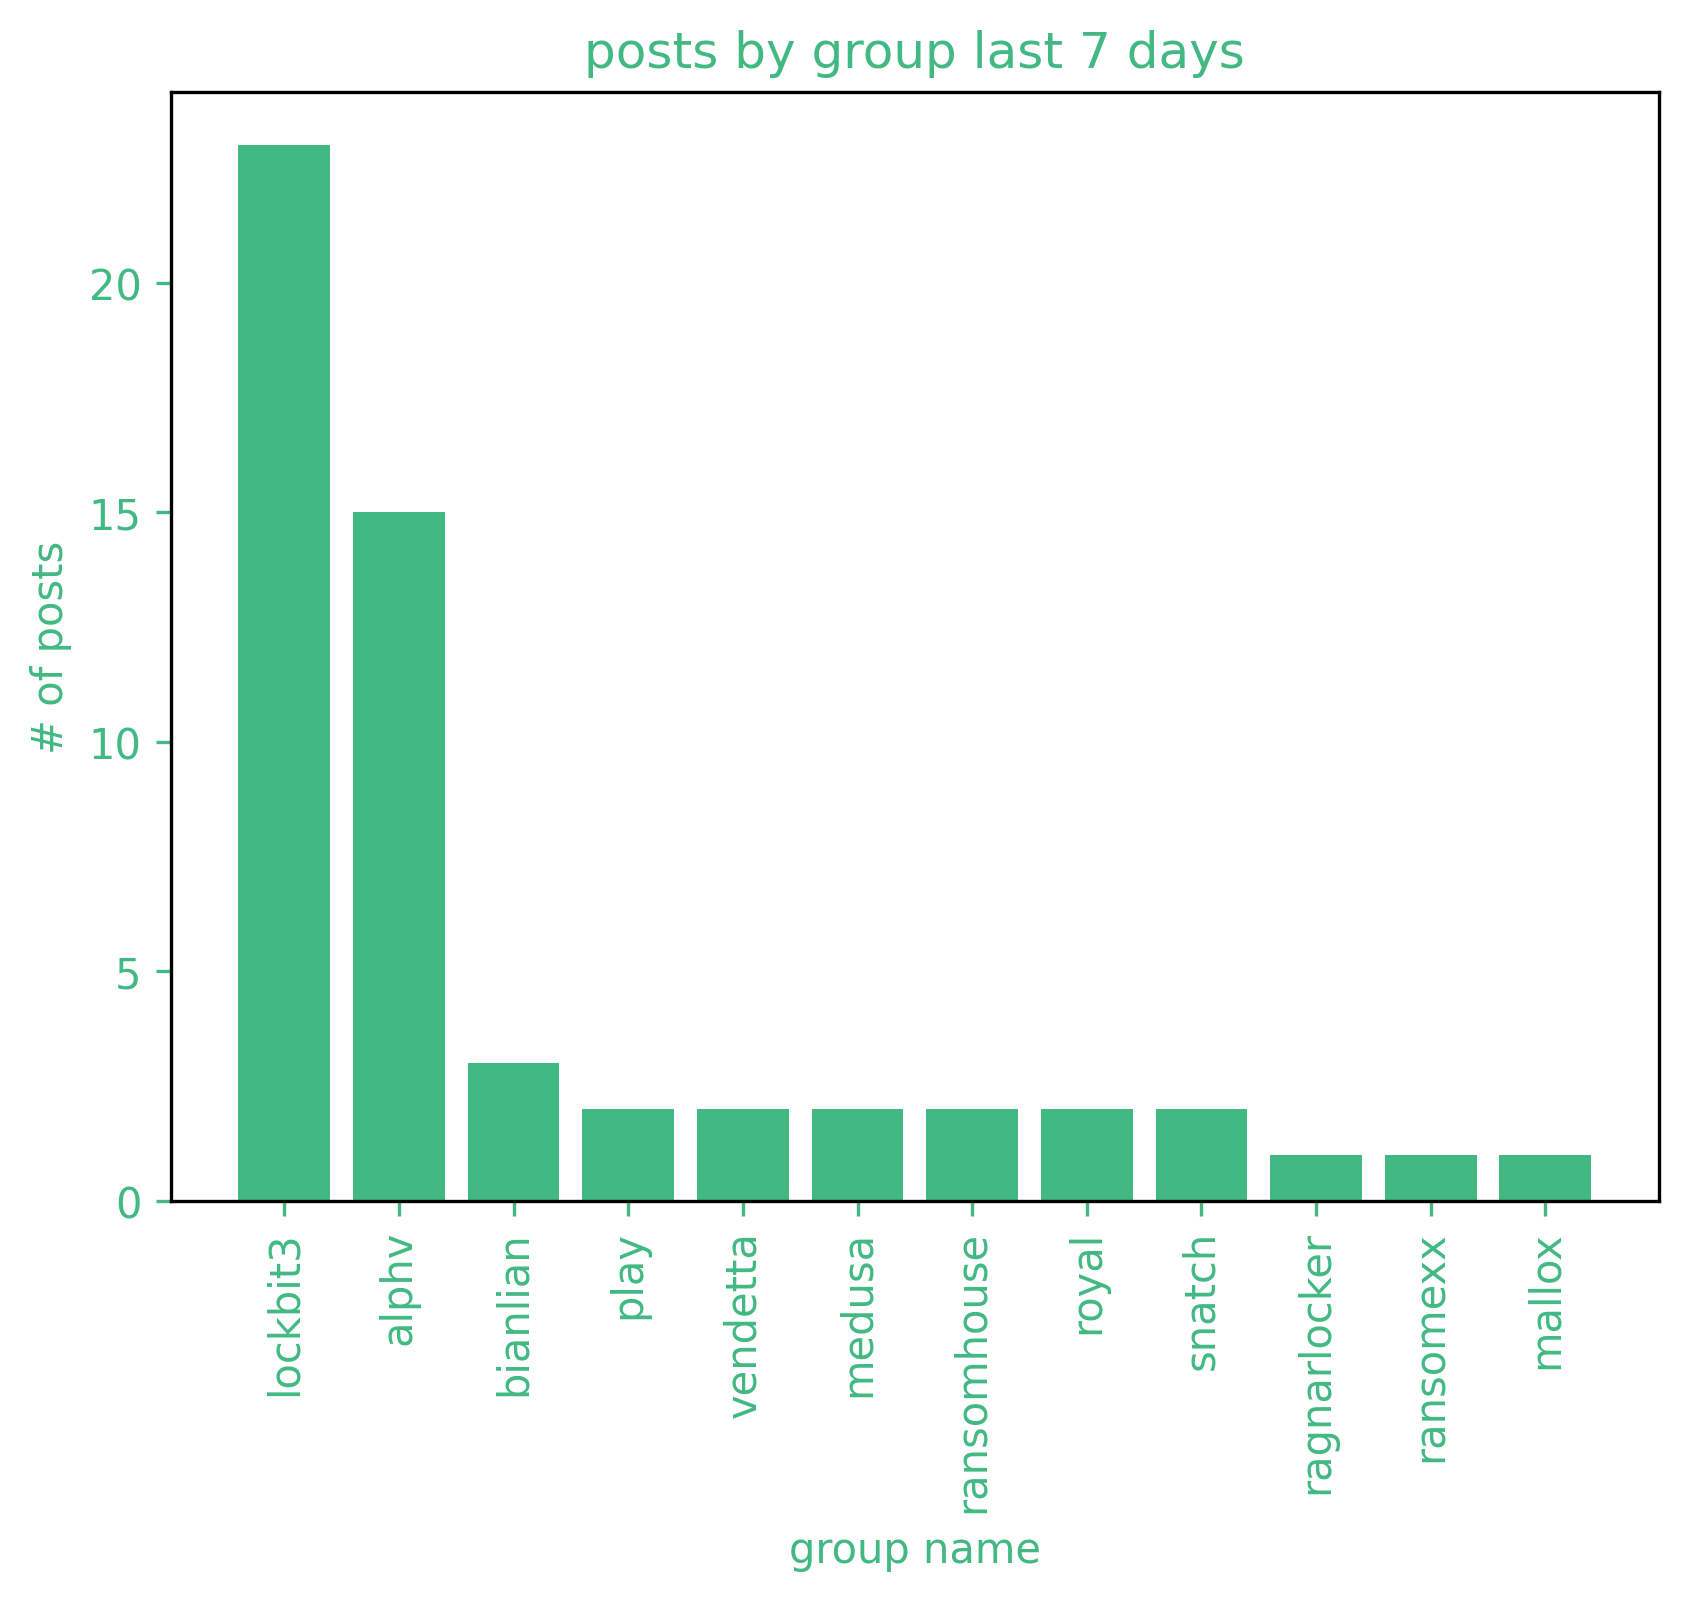 posts by group last 7 days
# of posts
20
15
10
5
0
lockbit3
alphv
bianlian
play
vendetta
medusa
ransomhouse
royal
snatch
ragnarlocker
ransomexx
mallox
group name